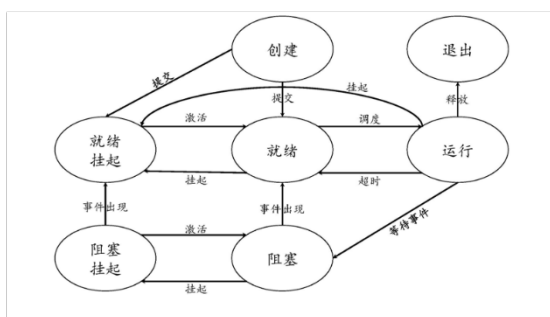 创建
退出
提交
挂起
提交
释放
就绪
挂起
激活
就绪
调度
运行
挂起
超时
事件出现
事件出现
等待事件
阻塞
挂起
激活
阻塞
挂起